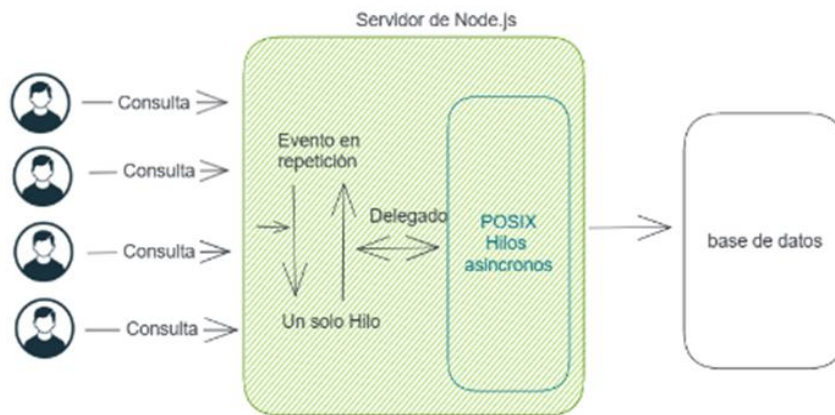 Servidor de Node.js
Consulta
Consulta
Consulta
Consulta
Evento en
repetición
Un solo Hilo
Delegado
POSIX
Hilos
asincronos
base de datos